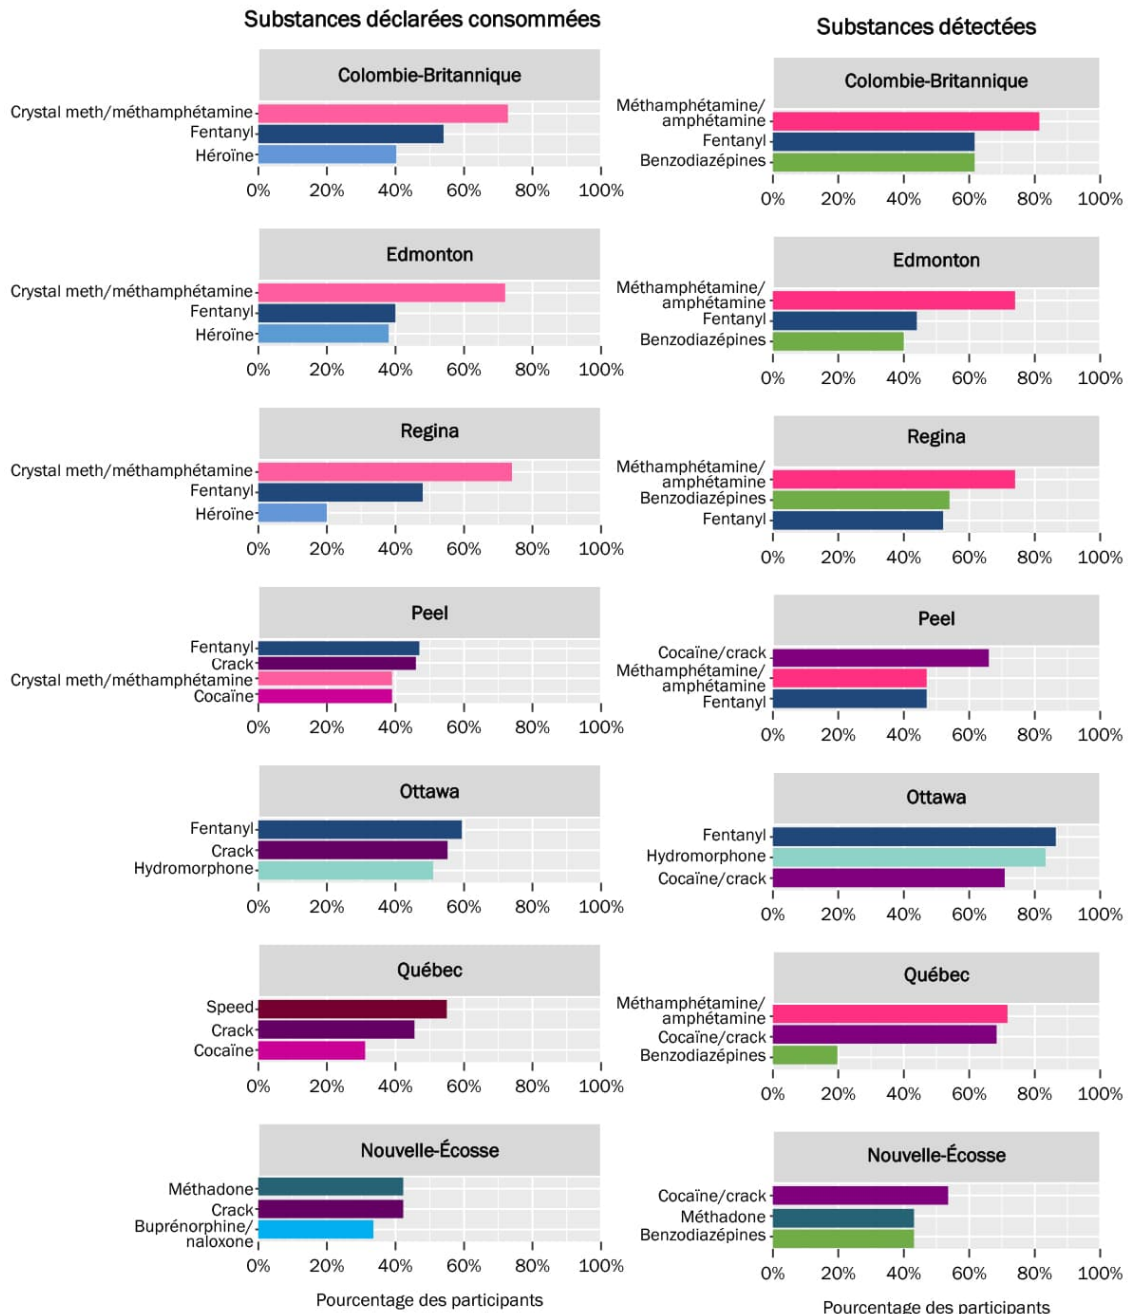 Substances déclarées consommées
Colombie-Britannique
Crystal meth/méthamphétamine
Fentanyl
Héroïne
0% 20% 40% 60% 80% 100%
Edmonton
Crystal meth/méthamphétamine
Fentanyl
Héroïne
0% 20% 40% 60% 80% 100%
Regina
Crystal meth/méthamphétamine
Fentanyl
Héroïne
0% 20% 40% 60% 80% 100%
Peel
Fentanyl
Crack
Crystal meth/méthamphétamine
Cocaïne
0% 20% 40% 60% 80% 100%
Ottawa
Fentanyl
Crack
Hydromorphone
0% 20% 40% 60% 80% 100%
Québec
Speed
Crack
Cocaïne
0% 20% 40% 60% 80% 100%
Nouvelle-Écosse
Méthadone
Crack
Buprénorphine/
naloxone
0% 20% 40% 60% 80% 100%
Pourcentage des participants
Substances détectées
Colombie-Britannique
Méthamphétamine/
amphétamine
Fentanyl
Benzodiazépines
0% 20% 40% 60% 80% 100%
Edmonton
Méthamphétamine/
amphétamine
Fentanyl
Benzodiazépines
0% 20% 40% 60% 80% 100%
Regina
Méthamphétamine/
amphétamine
Benzodiazépines
Fentanyl
0% 20% 40% 60% 80% 100%
Peel
Cocaïne/crack
Méthamphétamine/
amphétamine
Fentanyl
0% 20% 40% 60% 80% 100%
Ottawa
Fentanyl
Hydromorphone
Cocaïne/crack
0% 20% 40% 60% 80% 100%
Québec
Méthamphétamine/
amphétamine
Cocaïne/crack
Benzodiazépines
0% 20% 40% 60% 80% 100%
Nouvelle-Écosse
Cocaïne/crack
Méthadone
Benzodiazépines
0% 20% 40% 60% 80% 100%
Pourcentage des participants